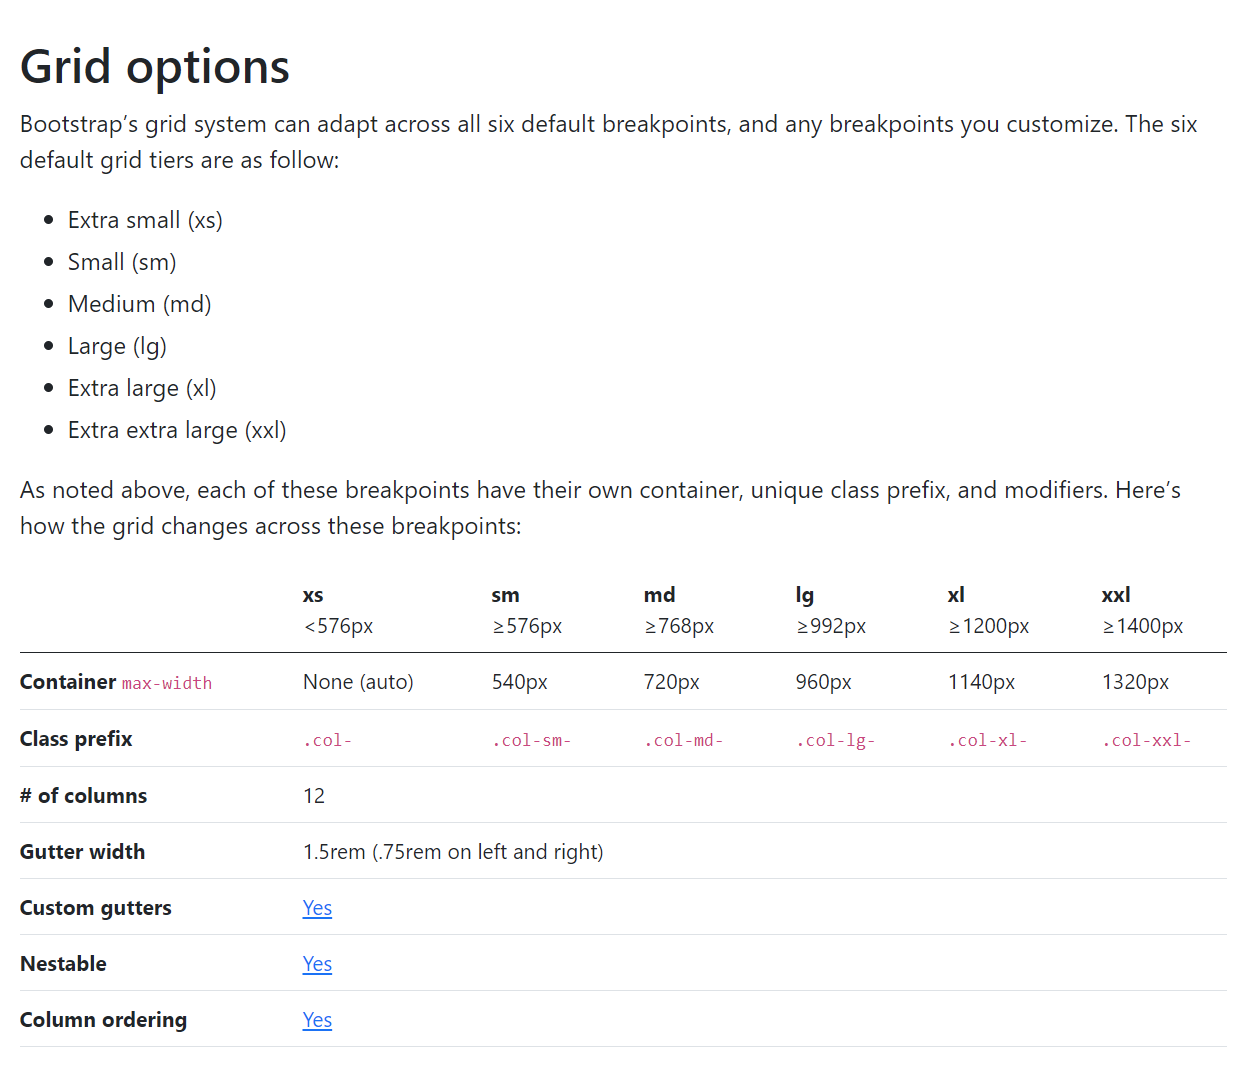 Grid options
Bootstrap’s grid system can adapt across all six default breakpoints, and any breakpoints you customize. The six
default grid tiers are as follow:
• Extra small (xs)
• Small (sm)
• Medium (md)
• Large (lg)
• Extra large (xl)
• Extra extra large (xxl)
As noted above, each of these breakpoints have their own container, unique class prefix, and modifiers. Here’s
how the grid changes across these breakpoints:
xs sm md lg xl xxl
<576px ≥576px ≥768px ≥992px ≥1200px ≥1400px
Container max-width None (auto) 540px 720px 960px 1140px 1320px
Class prefix .col- .col-sm- .col-md- .col-lg- .col-xl- .col-xxl-
# of columns 12
Gutter width 1.5rem (.75rem on left and right)
Custom gutters Yes
Nestable Yes
Column ordering Yes